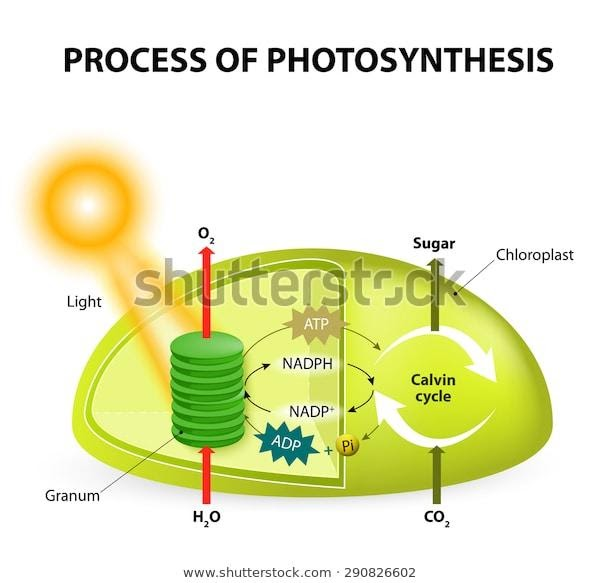 PROCESS OF PHOTOSYNTHESIS
O₂
Sugar
Chloroplast
Light
shutterstock
ATP
NADPH
Calvin
cycle
NADP⁺
ADP + Pi
Granum
H₂O
CO₂
www.shutterstock.com · 290826602